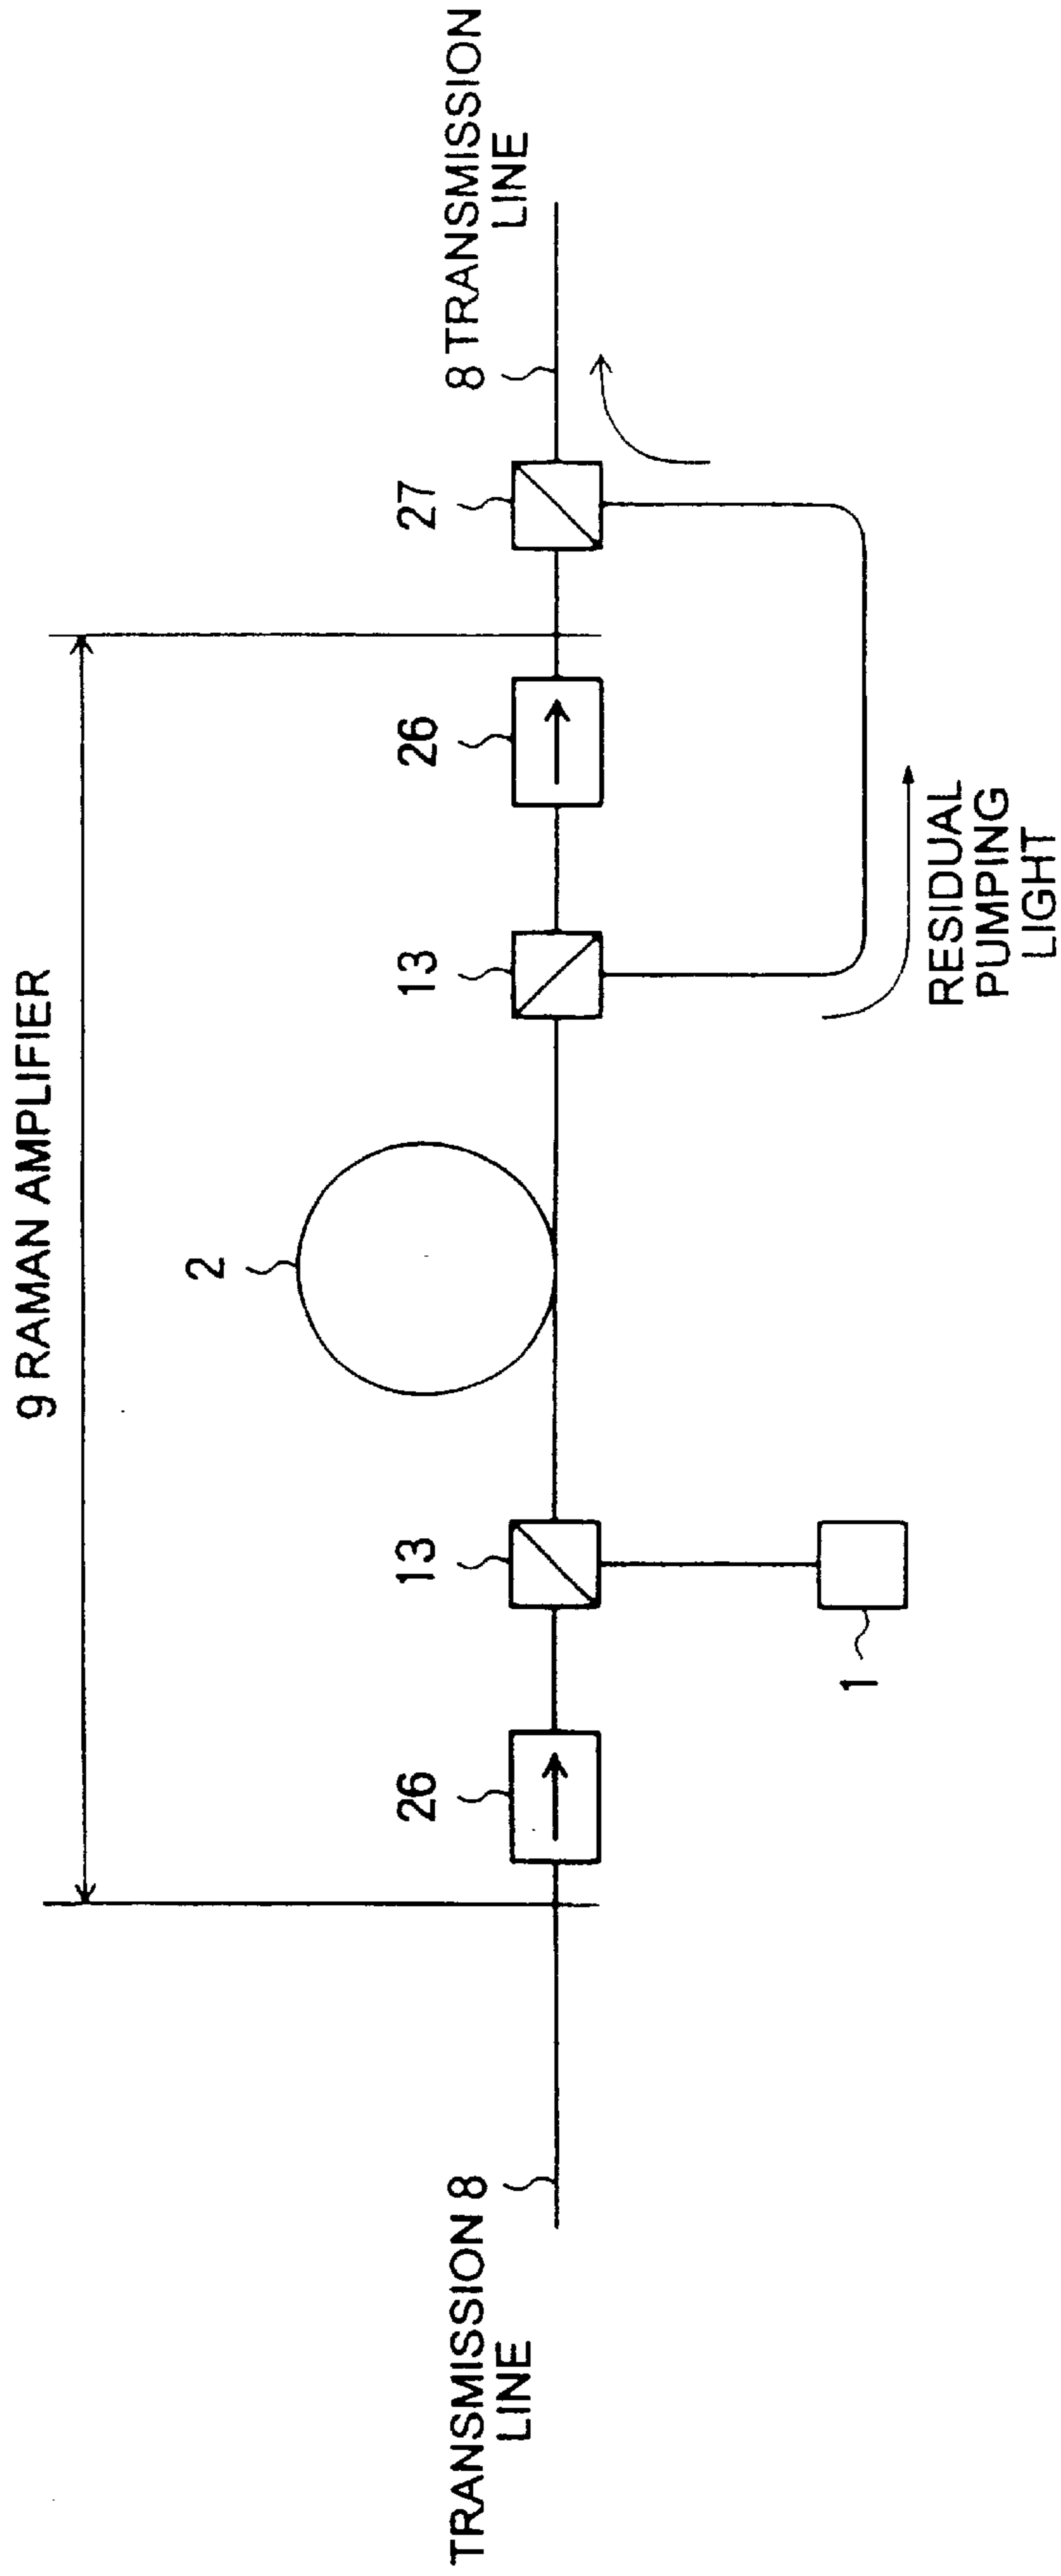 9 RAMAN AMPLIFIER
2
TRANSMISSION 8
LINE
26
13
13
26
27
8 TRANSMISSION
LINE
1
RESIDUAL
PUMPING
LIGHT